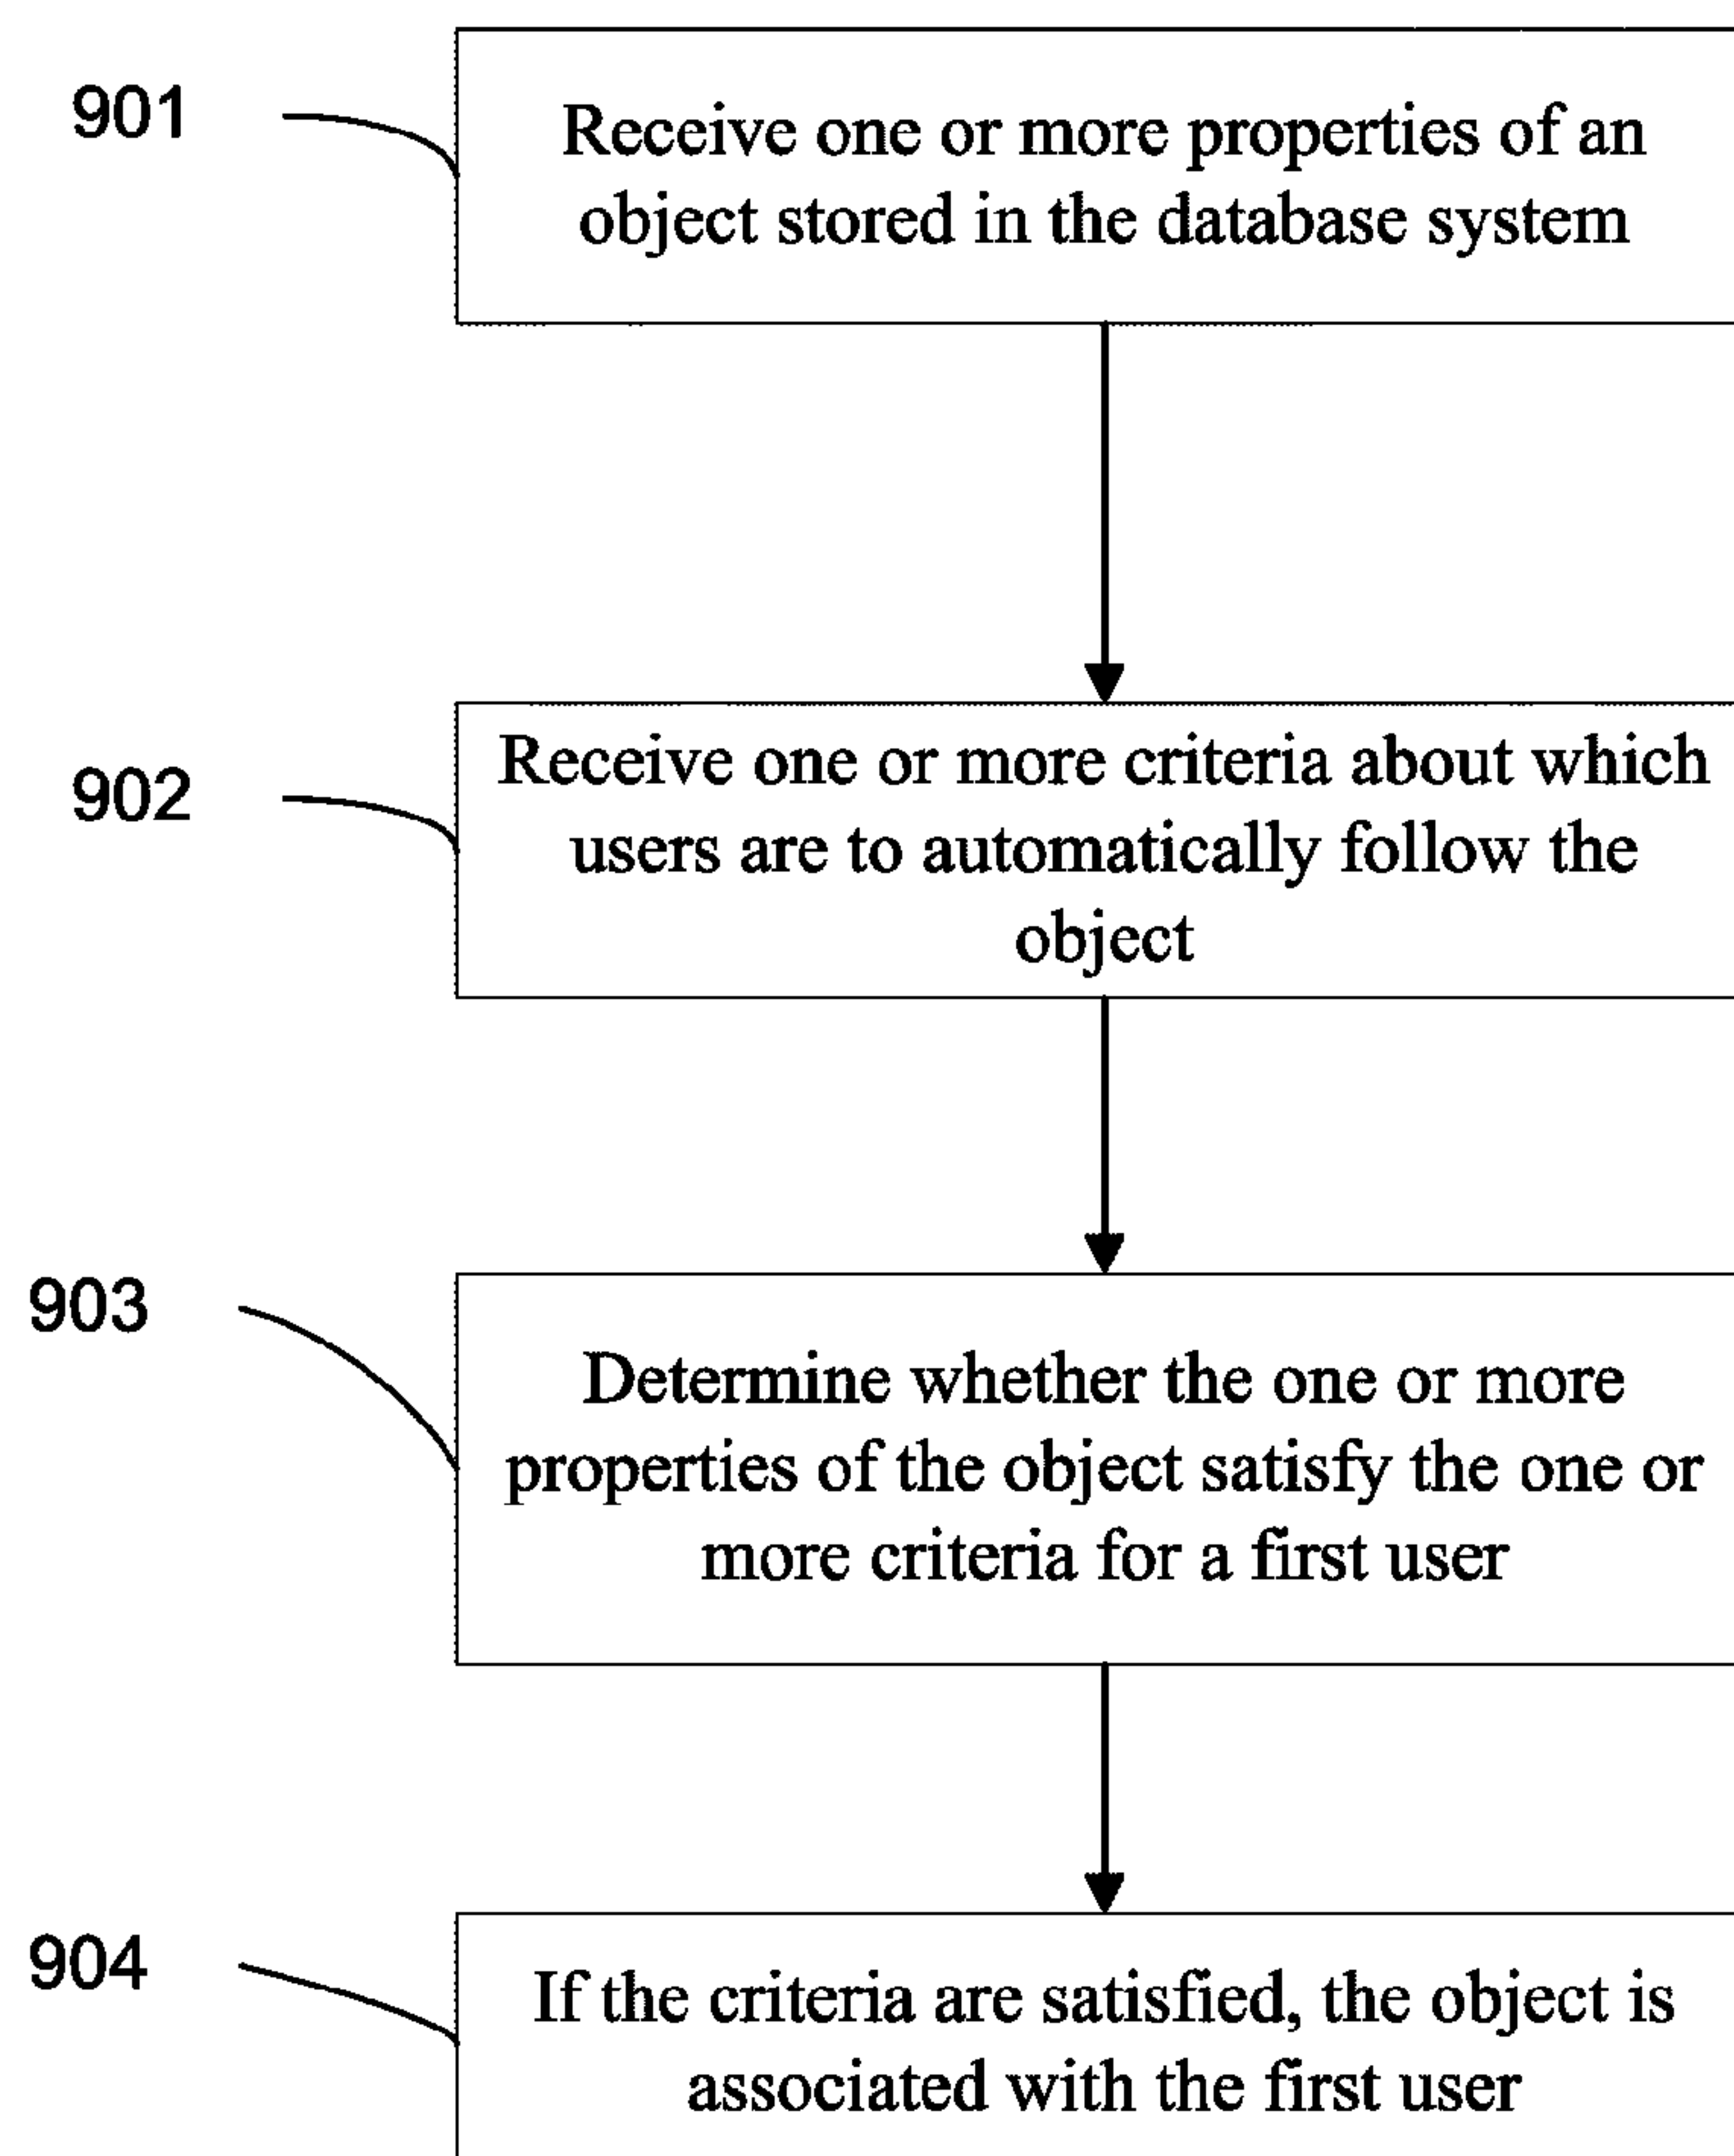 901
Receive one or more properties of an
object stored in the database system
902
Receive one or more criteria about which
users are to automatically follow the
object
903
Determine whether the one or more
properties of the object satisfy the one or
more criteria for a first user
904
If the criteria are satisfied, the object is
associated with the first user